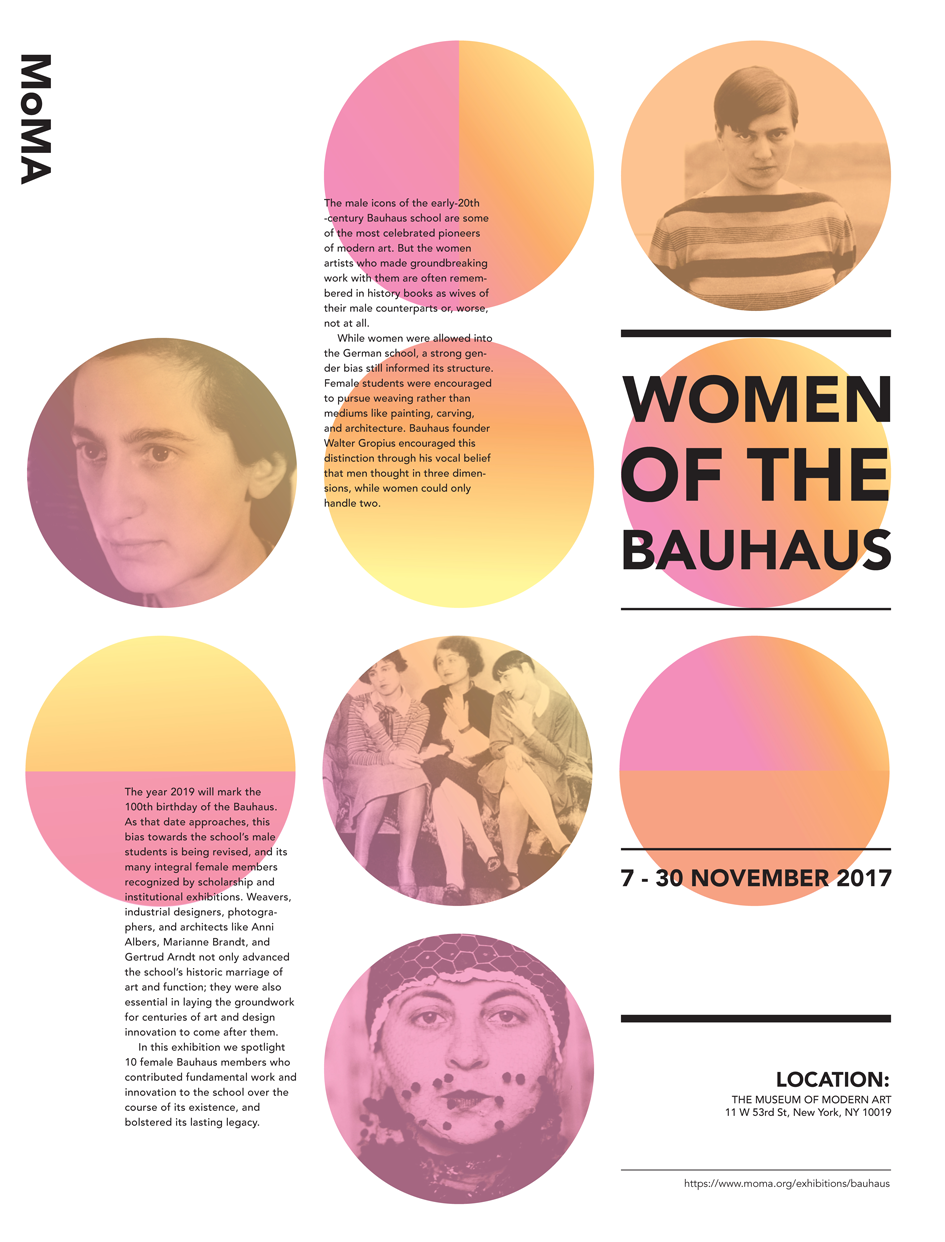 MoMA
The male icons of the early-20th
-century Bauhaus school are some
of the most celebrated pioneers
of modern art. But the women
artists who made groundbreaking
work with them are often remem-
bered in history books as wives of
their male counterparts or, worse,
not at all.
While women were allowed into
the German school, a strong gen-
der bias still informed its structure.
Female students were encouraged
to pursue weaving rather than
mediums like painting, carving,
and architecture. Bauhaus founder
Walter Gropius encouraged this
distinction through his vocal belief
that men thought in three dimen-
sions, while women could only
handle two.
WOMEN
OF THE
BAUHAUS
The year 2019 will mark the
100th birthday of the Bauhaus.
As that date approaches, this
bias towards the school's male
students is being revised, and its
many integral female members
recognized by scholarship and
institutional exhibitions. Weavers,
industrial designers, photogra-
phers, and architects like Anni
Albers, Marianne Brandt, and
Gertrud Arndt not only advanced
the school's historic marriage of
art and function; they were also
essential in laying the groundwork
for centuries of art and design
innovation to come after them.
In this exhibition we spotlight
10 female Bauhaus members who
contributed fundamental work and
innovation to the school over the
course of its existence, and
bolstered its lasting legacy.
7 - 30 NOVEMBER 2017
LOCATION:
THE MUSEUM OF MODERN ART
11 W 53rd St, New York, NY 10019
https://www.moma.org/exhibitions/bauhaus